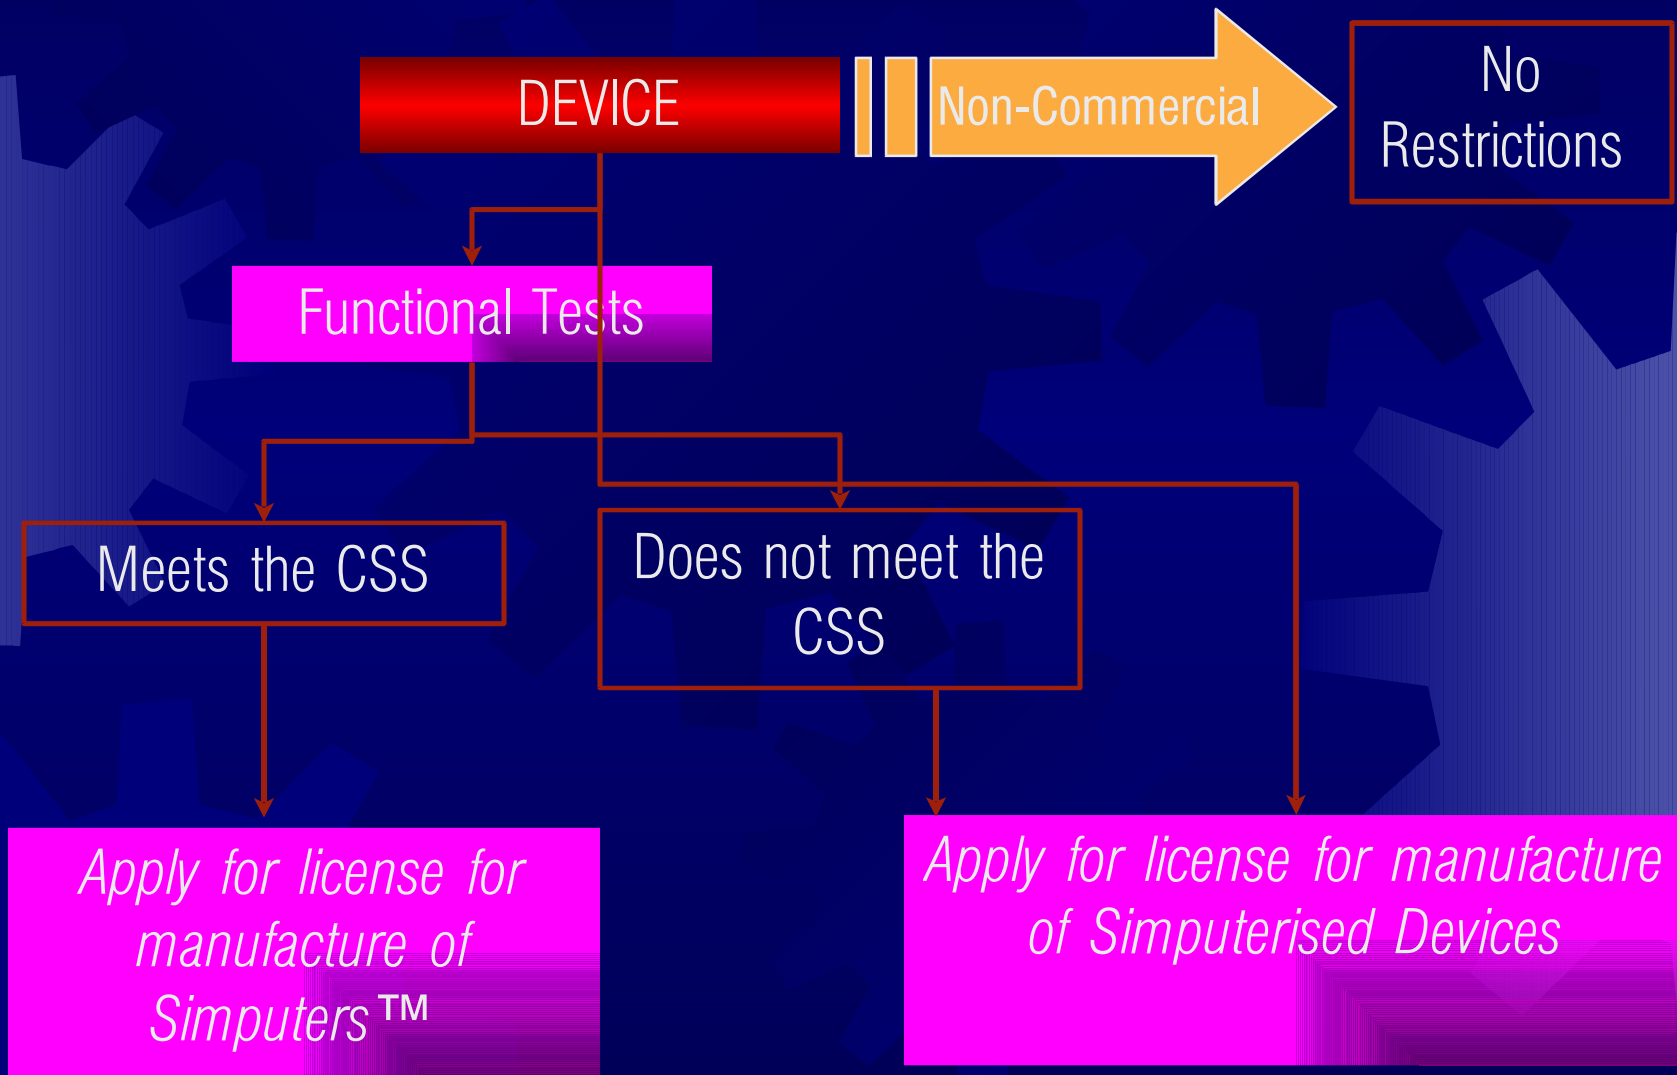 DEVICE
Non-Commercial
No
Restrictions
Functional Tests
Meets the CSS
Does not meet the
CSS
Apply for license for
manufacture of
Simputers™
Apply for license for manufacture
of Simputerised Devices